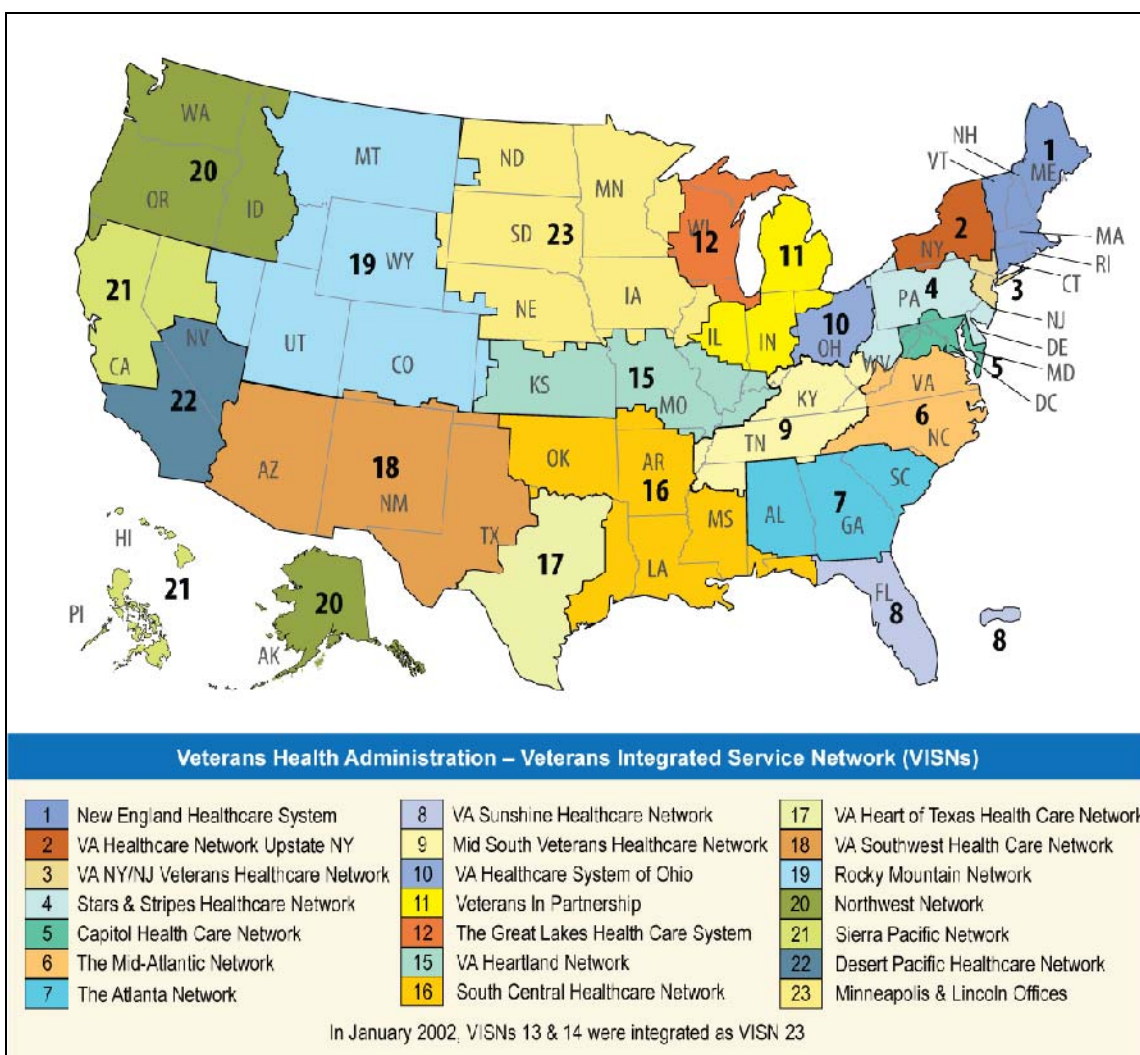 WA
MT
ND
MN
NH
VT
1
ME
20
OR
ID
SD
23
WI
12
11
2
NY
MA
RI
CT
19
WY
21
NE
IA
PA
4
3
NJ
DE
MD
DC
5
NV
UT
CO
IL
IN
10
OH
WV
CA
22
KS
15
MO
KY
VA
6
NC
9
TN
AZ
18
NM
OK
AR
16
SC
7
MS
AL
GA
TX
HI
17
LA
21
20
FL
8
8
PI
AK
Veterans Health Administration – Veterans Integrated Service Network (VISNs)
1 New England Healthcare System
2 VA Healthcare Network Upstate NY
3 VA NY/NJ Veterans Healthcare Network
4 Stars & Stripes Healthcare Network
5 Capitol Health Care Network
6 The Mid-Atlantic Network
7 The Atlanta Network
8 VA Sunshine Healthcare Network
9 Mid South Veterans Healthcare Network
10 VA Healthcare System of Ohio
11 Veterans In Partnership
12 The Great Lakes Health Care System
15 VA Heartland Network
16 South Central Healthcare Network
17 VA Heart of Texas Health Care Network
18 VA Southwest Health Care Network
19 Rocky Mountain Network
20 Northwest Network
21 Sierra Pacific Network
22 Desert Pacific Healthcare Network
23 Minneapolis & Lincoln Offices
In January 2002, VISNs 13 & 14 were integrated as VISN 23